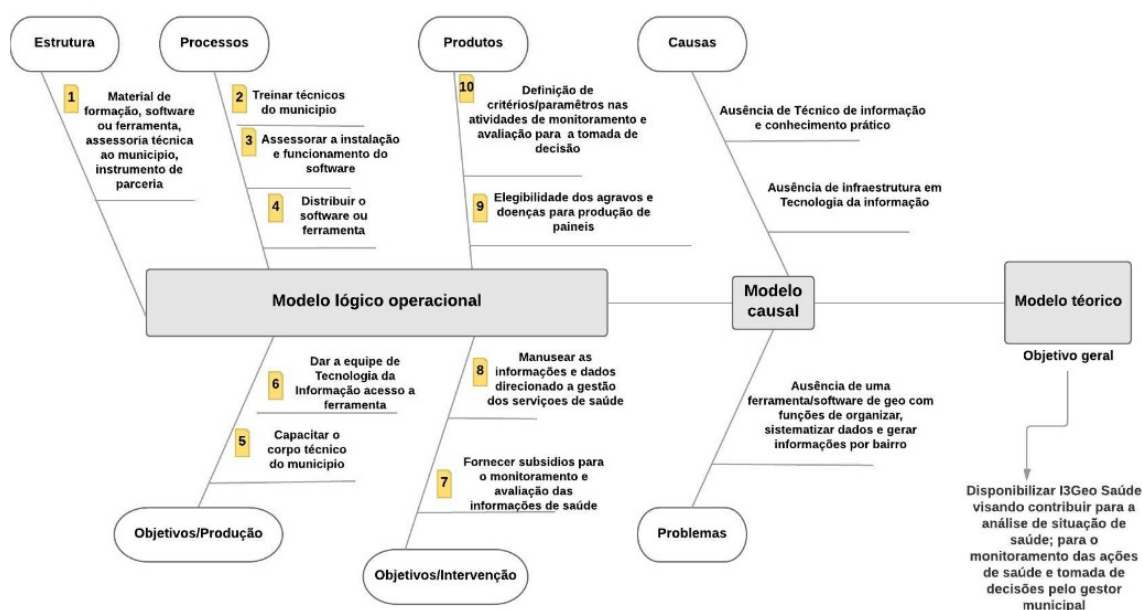 Estrutura
Processos
Produtos
Causas
1
Material de
formação, software
ou ferramenta,
assessoria técnica
ao municipio,
instrumento de
parceria
2
Treinar técnicos
do municipio
3
Assessorar a instalação
e funcionamento do
software
4
Distribuir o
software ou
ferramenta
10
Definição de
critérios/paramêtros nas
atividades de monitoramento e
avaliação para a tomada de
decisão
9
Elegibilidade dos agravos e
doenças para produção de
paineis
Ausência de Técnico de informação
e conhecimento prático
Ausência de infraestrutura em
Tecnologia da informação
Modelo lógico operacional
Modelo
causal
Modelo téorico
Objetivo geral
6
Dar a equipe de
Tecnologia da
Informação acesso a
ferramenta
5
Capacitar o
corpo técnico
do municipio
8
Manusear as
informações e dados
direcionado a gestão
dos serviçoes de saúde
7
Fornecer subsidios para
o monitoramento e
avaliação das
informações de saúde
Ausência de uma
ferramenta/software de geo com
funções de organizar,
sistematizar dados e gerar
informações por bairro
Disponibilizar I3Geo Saúde
visando contribuir para a
análise de situação de
saúde; para o
monitoramento das ações
de saúde e tomada de
decisões pelo gestor
municipal
Objetivos/Produção
Objetivos/Intervenção
Problemas